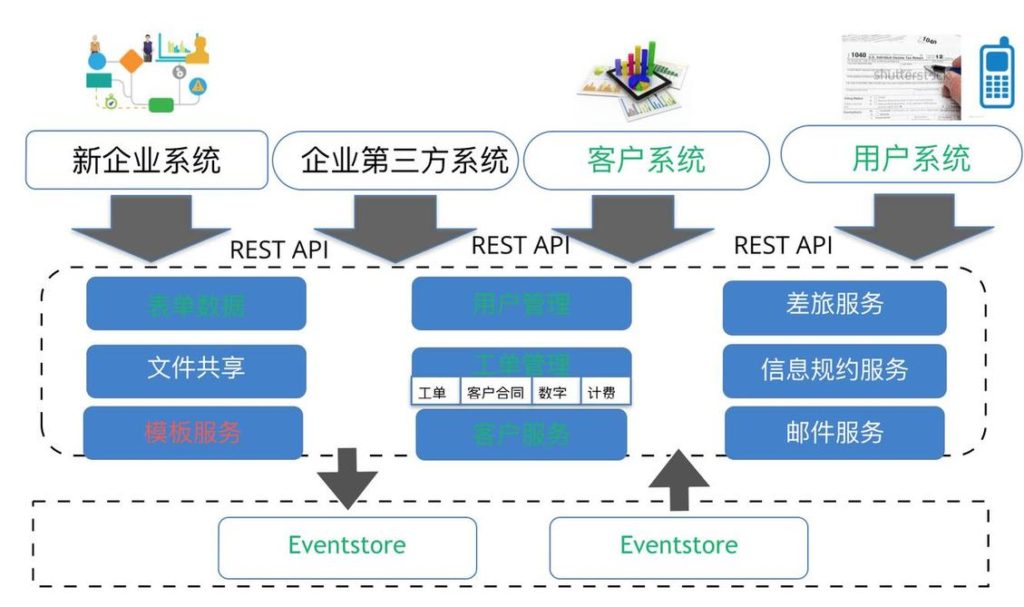 1040
1040
shutterstock
新企业系统
企业第三方系统
客户系统
用户系统
REST API
REST API
REST API
表单数据
用户管理
差旅服务
文件共享
工单管理
信息规约服务
工单
客户合同
数字
计费
模板服务
客户服务
邮件服务
Eventstore
Eventstore